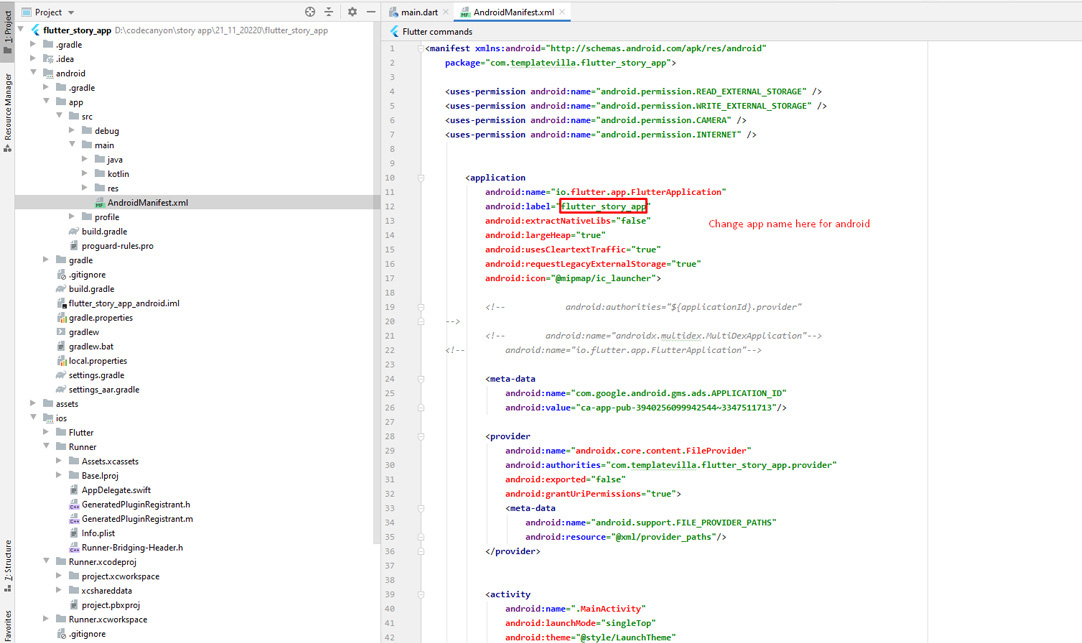 Project
main.dart
AndroidManifest.xml
1: Project
Resource Manager
Z: Structure
Favorites
flutter_story_app D:\codecanyon\story app\21_11_20220\flutter_story_app
.gradle
.idea
android
.gradle
app
src
debug
main
java
kotlin
res
AndroidManifest.xml
profile
build.gradle
proguard-rules.pro
gradle
.gitignore
build.gradle
flutter_story_app_android.iml
gradle.properties
gradlew
gradlew.bat
local.properties
settings.gradle
settings_aar.gradle
assets
ios
Flutter
Runner
Assets.xcassets
Base.lproj
AppDelegate.swift
GeneratedPluginRegistrant.h
GeneratedPluginRegistrant.m
Info.plist
Runner-Bridging-Header.h
Runner.xcodeproj
project.xcworkspace
xcshareddata
project.pbxproj
Runner.xcworkspace
.gitignore
Flutter commands
1 <manifest xmlns:android="http://schemas.android.com/apk/res/android"
2 package="com.templatevilla.flutter_story_app">
3
4 <uses-permission android:name="android.permission.READ_EXTERNAL_STORAGE" />
5 <uses-permission android:name="android.permission.WRITE_EXTERNAL_STORAGE" />
6 <uses-permission android:name="android.permission.CAMERA" />
7 <uses-permission android:name="android.permission.INTERNET" />
8
9
10 <application
11 android:name="io.flutter.app.FlutterApplication"
12 android:label="flutter_story_app"
13 android:extractNativeLibs="false"
Change app name here for android
14 android:largeHeap="true"
15 android:usesCleartextTraffic="true"
16 android:requestLegacyExternalStorage="true"
17 android:icon="@mipmap/ic_launcher">
18
19 <!-- android:authorities="${applicationId}.provider"
20 -->
21 <!-- android:name="androidx.multidex.MultiDexApplication"-->
22 <!-- android:name="io.flutter.app.FlutterApplication"-->
23
24 <meta-data
25 android:name="com.google.android.gms.ads.APPLICATION_ID"
26 android:value="ca-app-pub-3940256099942544~3347511713"/>
27
28 <provider
29 android:name="androidx.core.content.FileProvider"
30 android:authorities="com.templatevilla.flutter_story_app.provider"
31 android:exported="false"
32 android:grantUriPermissions="true">
33 <meta-data
34 android:name="android.support.FILE_PROVIDER_PATHS"
35 android:resource="@xml/provider_paths"/>
36 </provider>
37
38
39 <activity
40 android:name=".MainActivity"
41 android:launchMode="singleTop"
42 android:theme="@style/LaunchTheme"